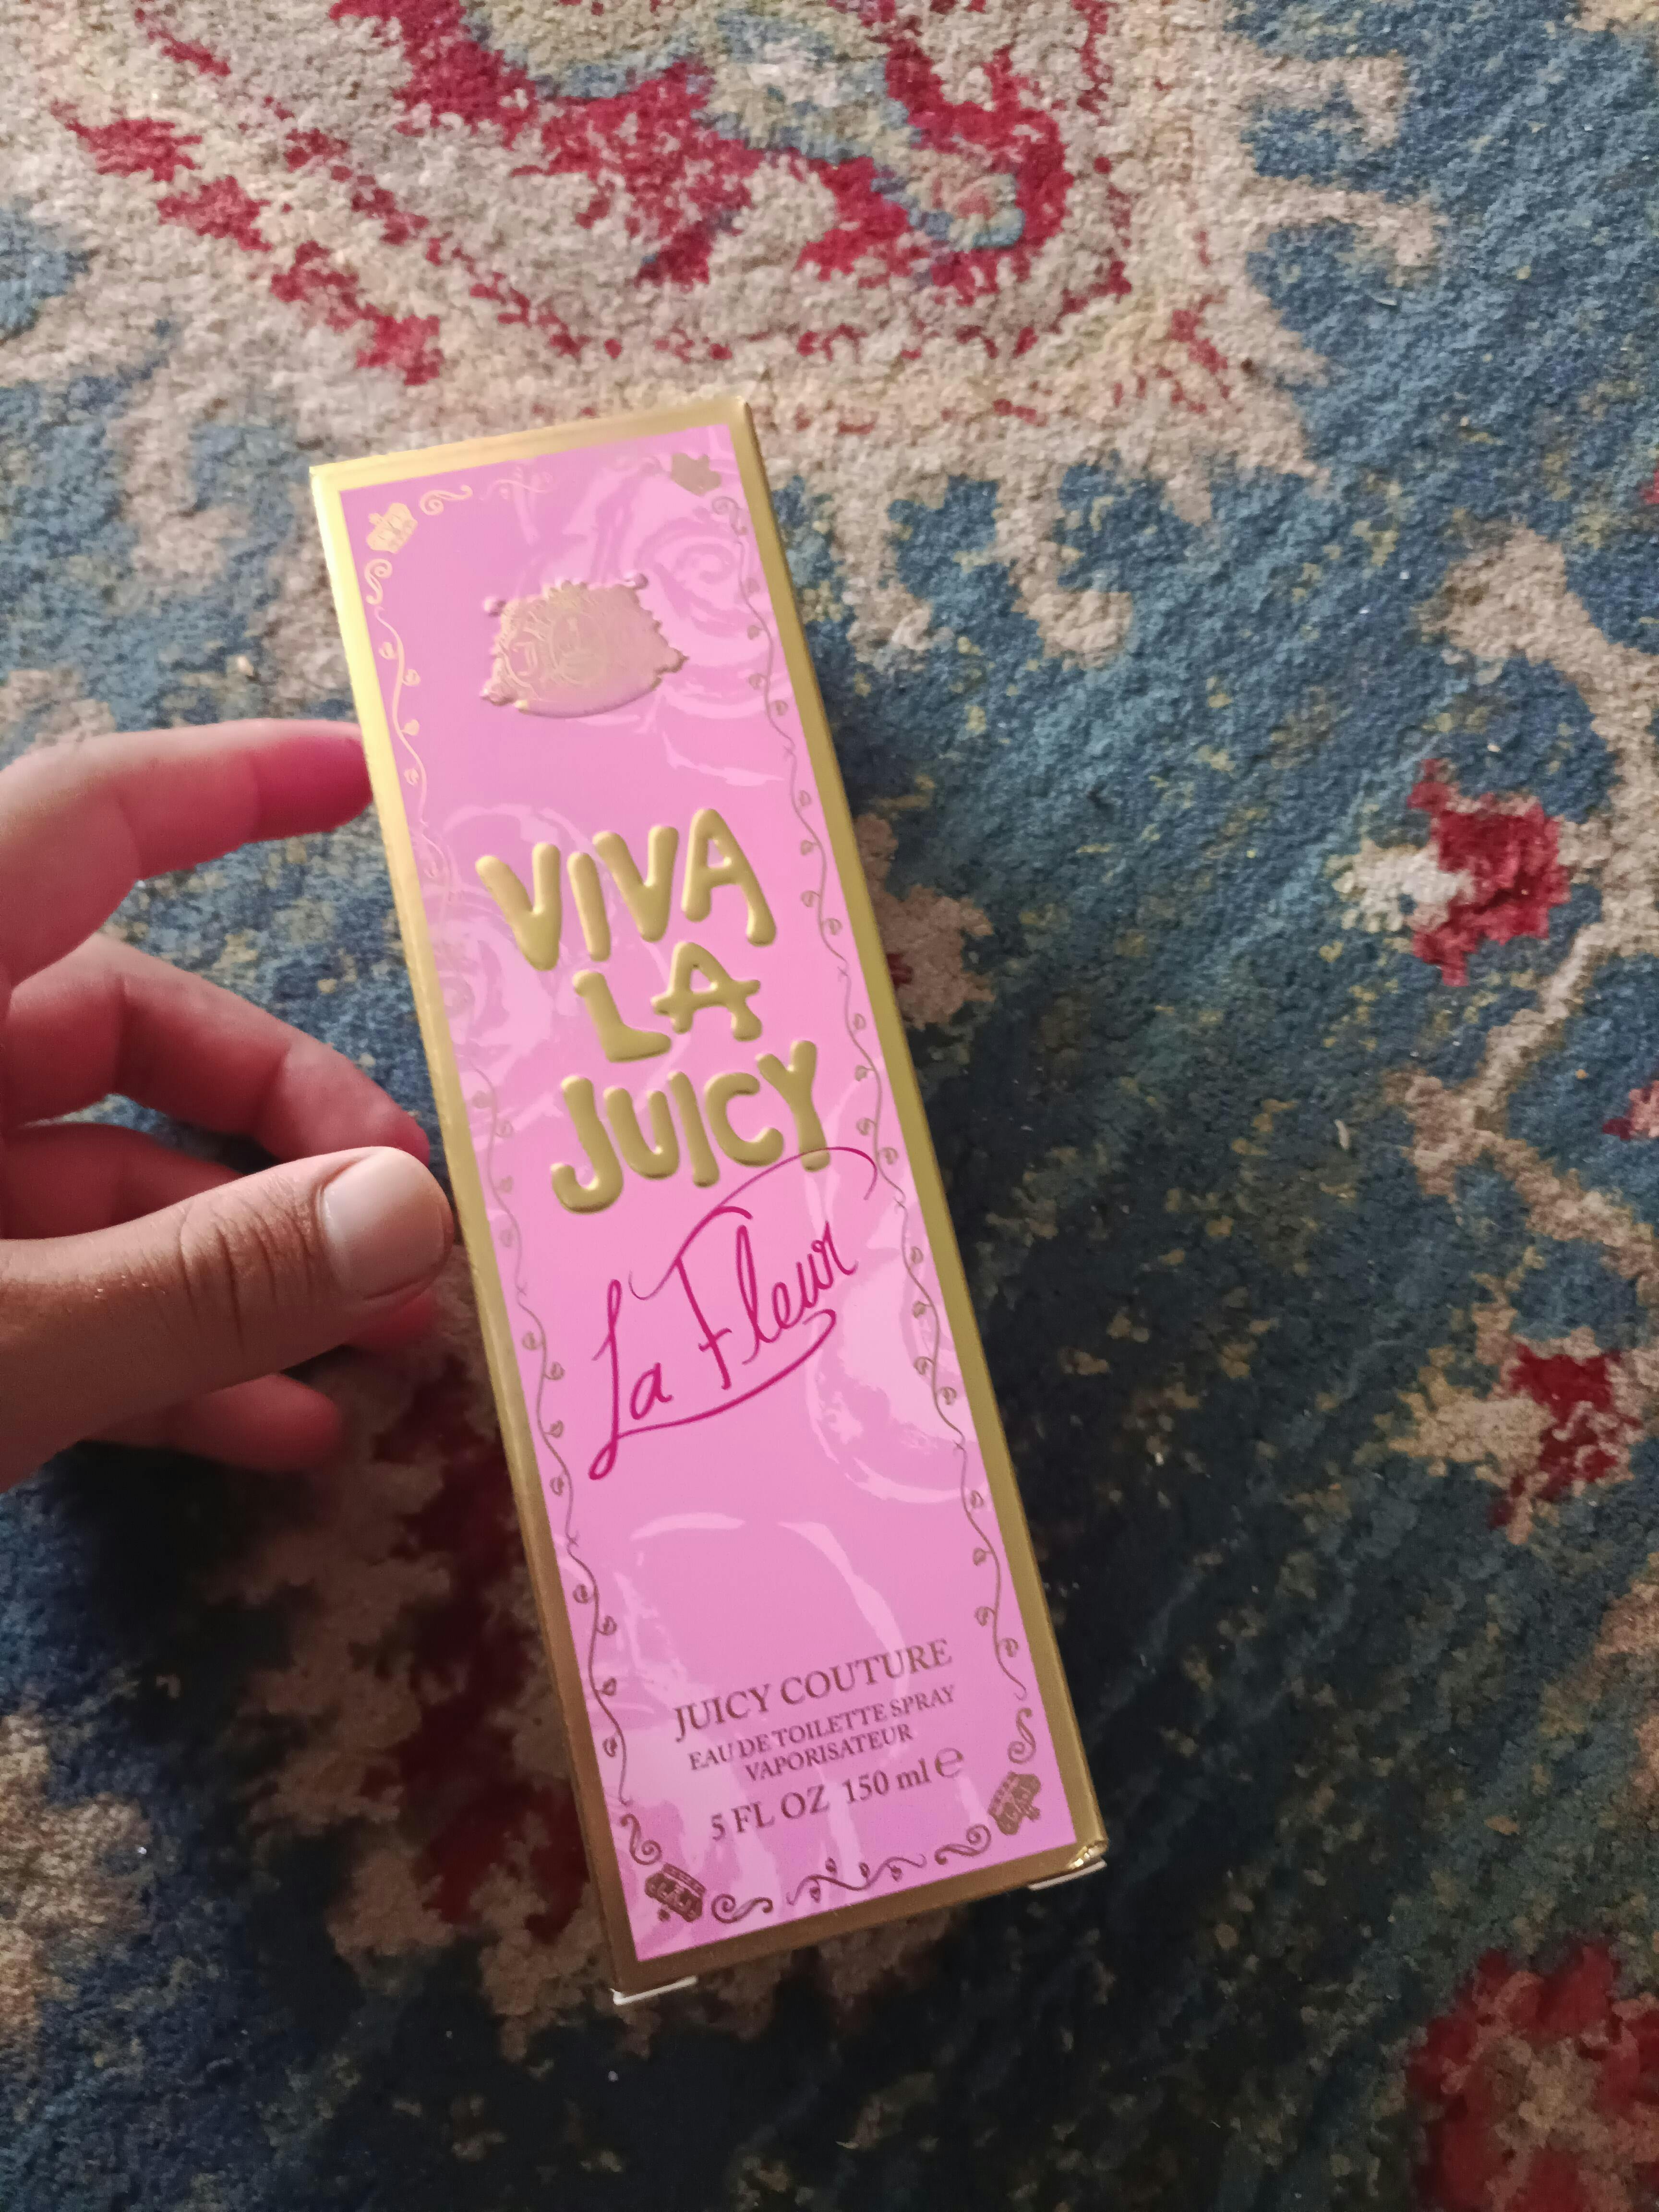 VIVA
LA
JUICY
La Fleur
JUICY COUTURE
EAU DE TOILETTE SPRAY
VAPORISATEUR
5 FL OZ 150 ml ℮